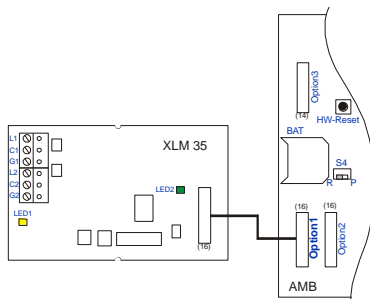 Option3
(14)
HW-Reset
BAT
S4
R P
L1
C1
G1
L2
C2
G2
LED1
XLM 35
LED2
(16)
(16)
(16)
Option1
Option2
AMB